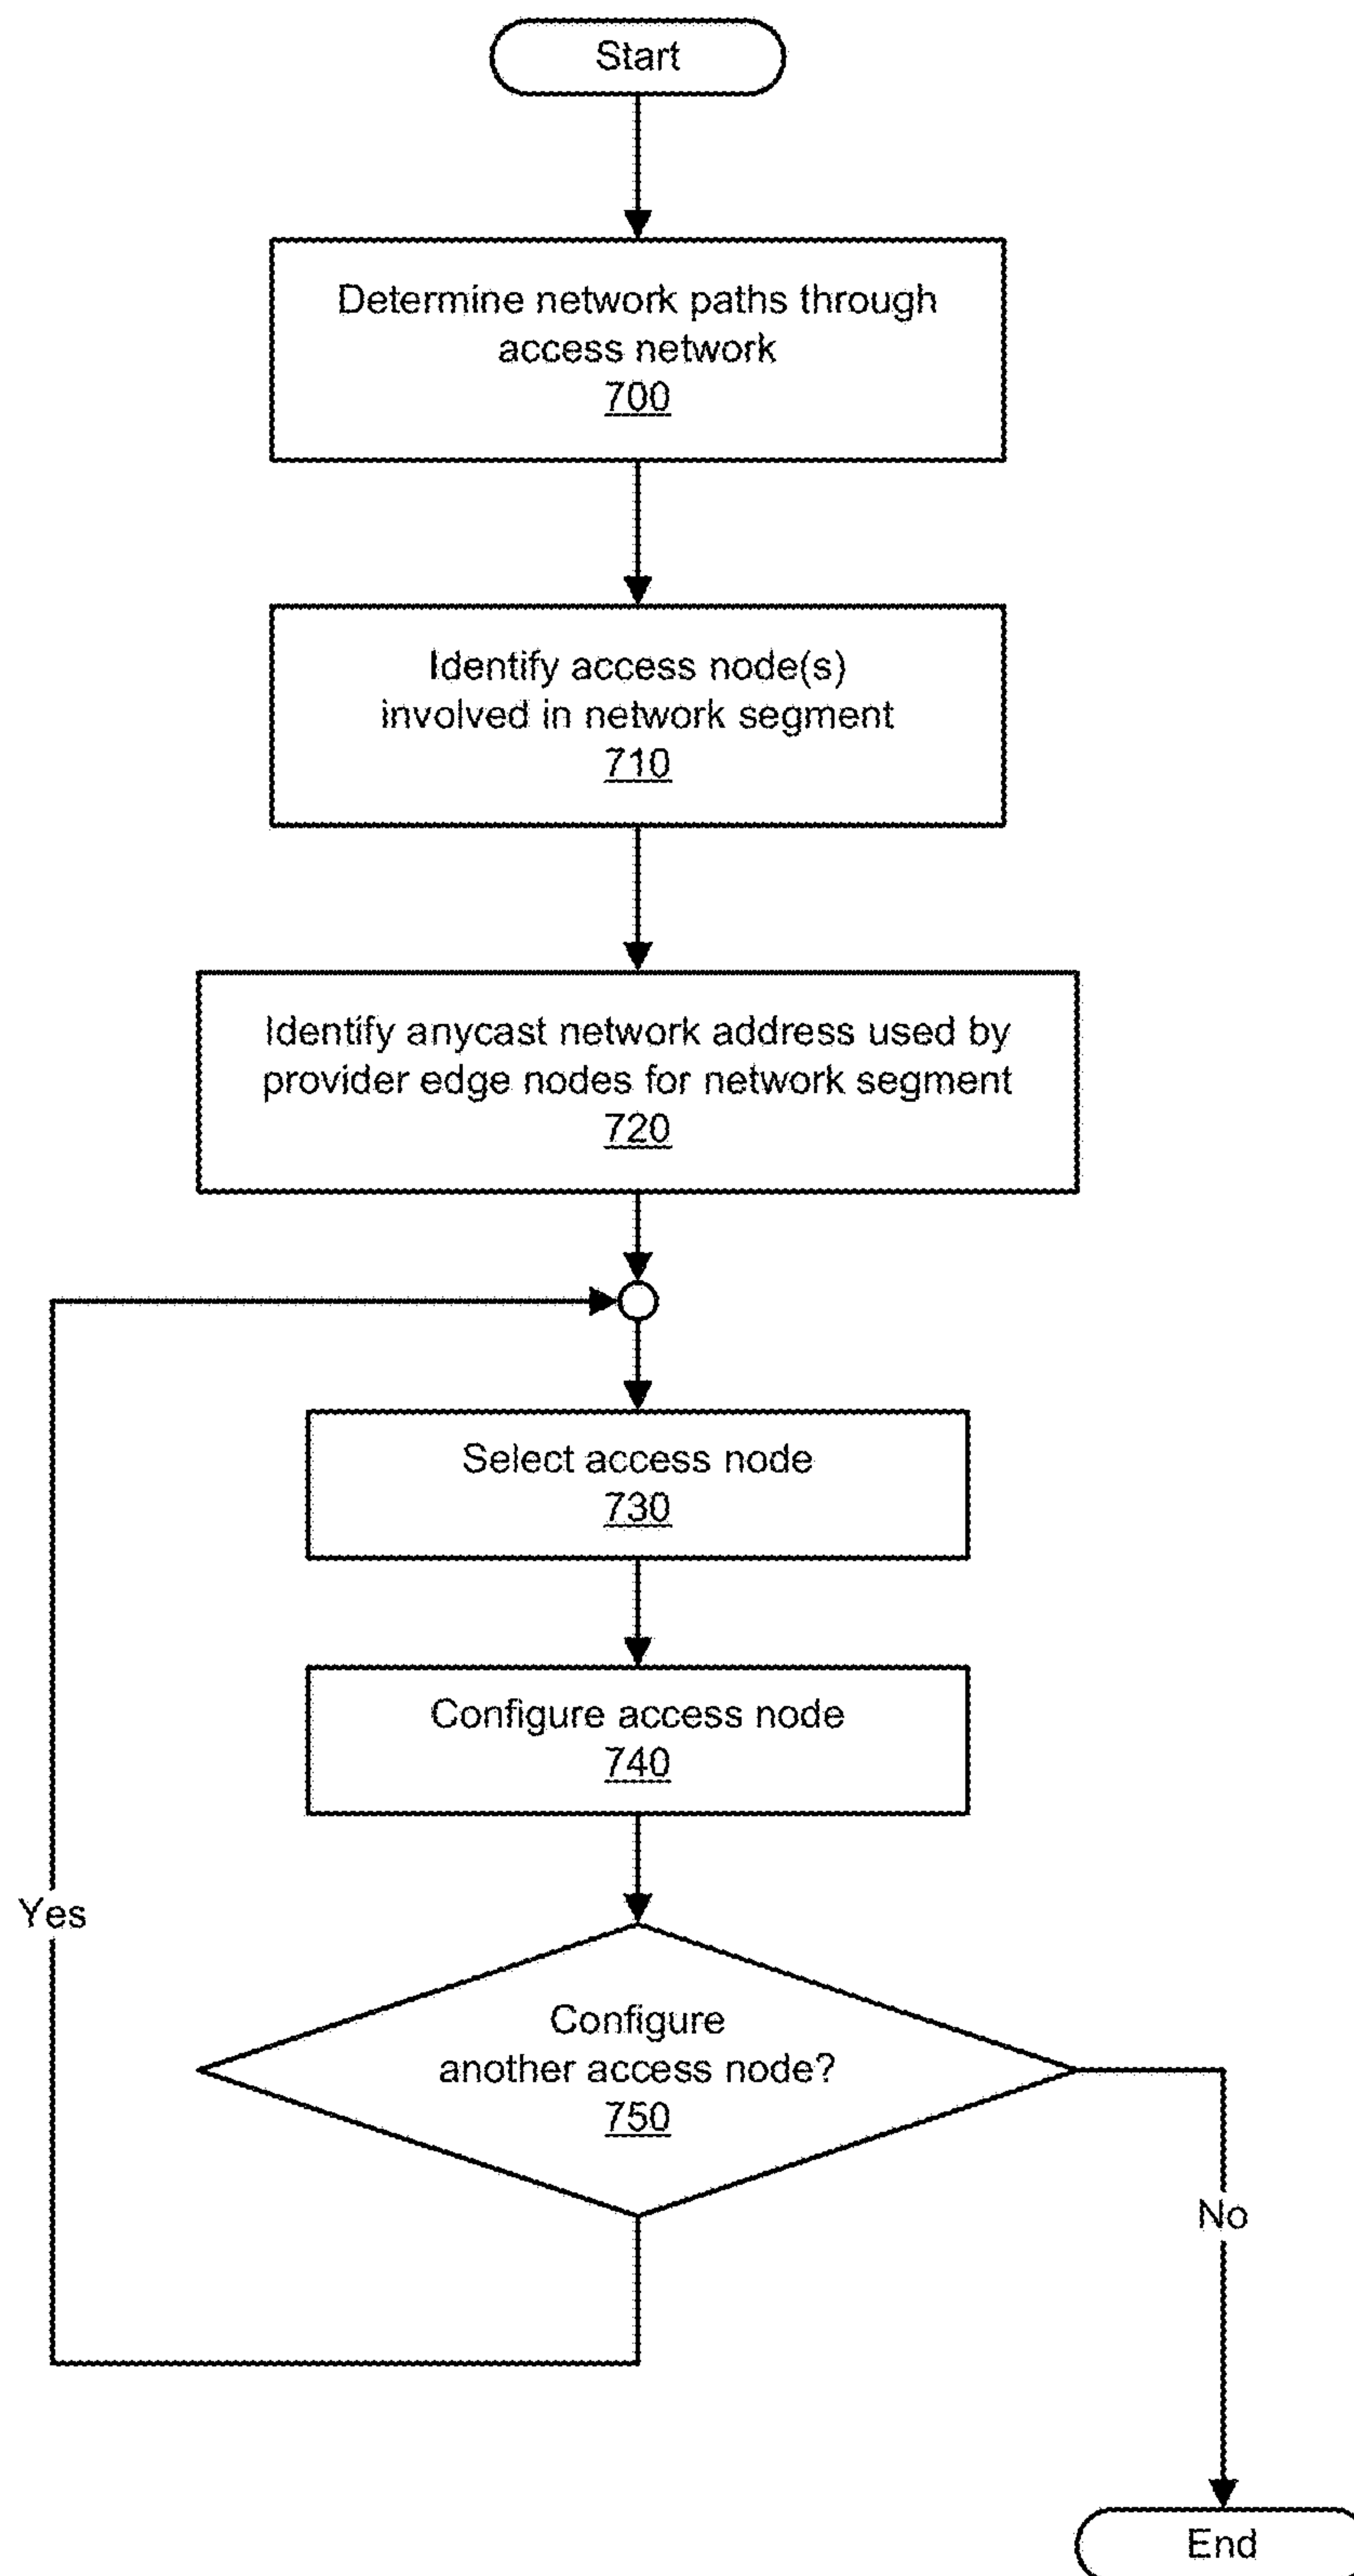 Start
Determine network paths through
access network
700
Identify access node(s)
involved in network segment
710
Identify anycast network address used by
provider edge nodes for network segment
720
Select access node
730
Configure access node
740
Yes
Configure
another access node?
750
No
End